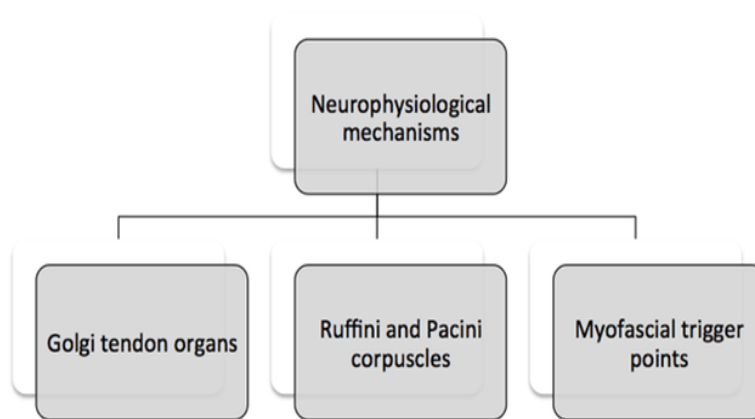 Neurophysiological
mechanisms
Golgi tendon organs
Ruffini and Pacini
corpuscles
Myofascial trigger
points